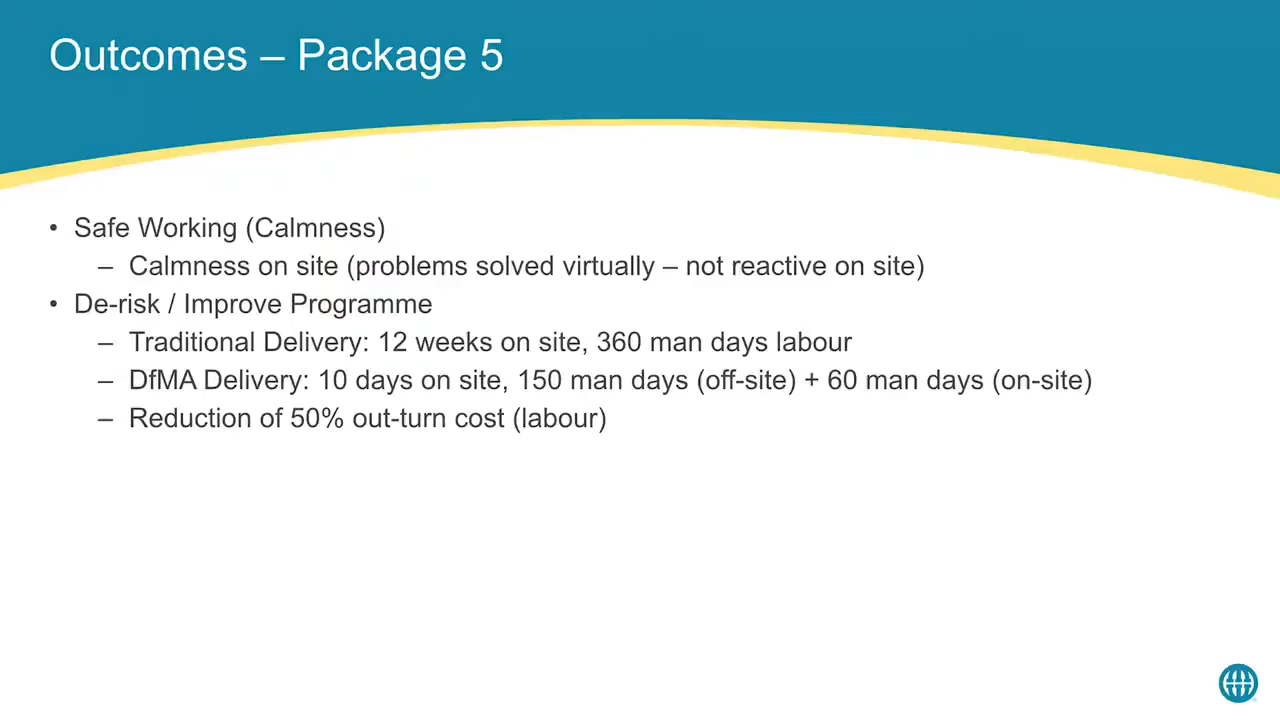 Outcomes – Package 5
• Safe Working (Calmness)
– Calmness on site (problems solved virtually – not reactive on site)
• De-risk / Improve Programme
– Traditional Delivery: 12 weeks on site, 360 man days labour
– DfMA Delivery: 10 days on site, 150 man days (off-site) + 60 man days (on-site)
– Reduction of 50% out-turn cost (labour)